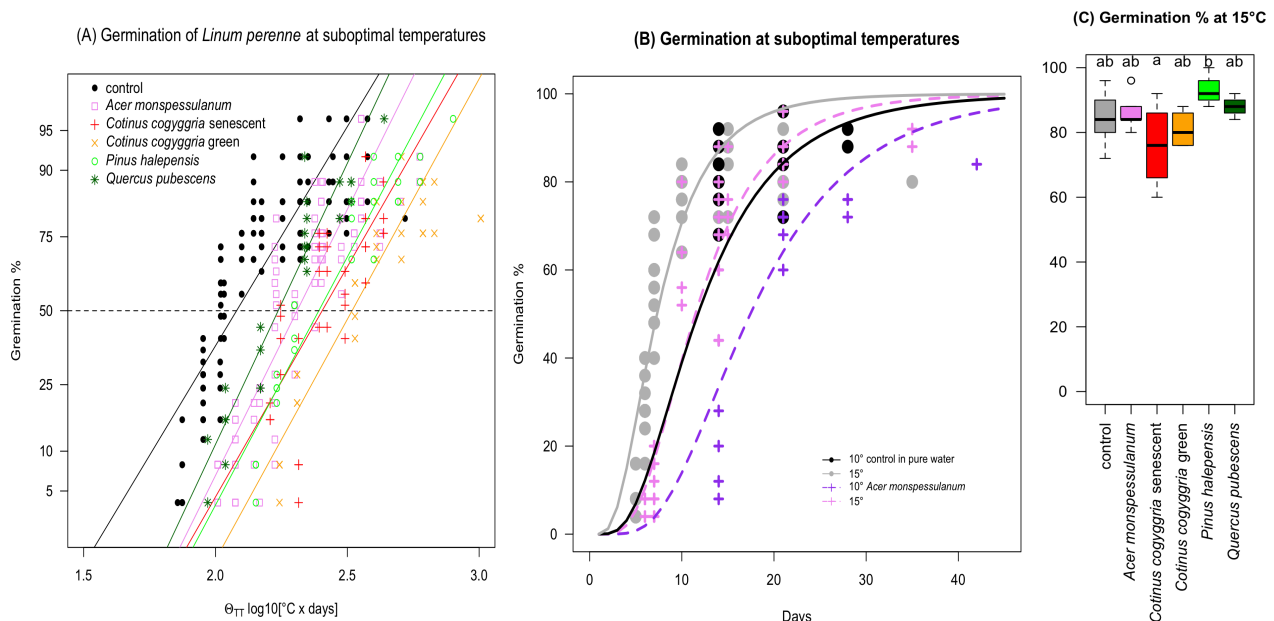 (A) Germination of Linum perenne at suboptimal temperatures
control
Acer monspessulanum
Cotinus cogyggria senescent
Cotinus cogyggria green
Pinus halepensis
Quercus pubescens
Gremination %
95
90
75
50
25
10
5
1.5
2.0
2.5
3.0
ΘTT log10[°C x days]
(B) Germination at suboptimal temperatures
Germination %
100
80
60
40
20
0
10° control in pure water
15°
10° Acer monspessulanum
15°
0
10
20
30
40
Days
(C) Germination % at 15°C
ab
ab
a
ab
b
ab
100
80
60
40
20
0
control
Acer monspessulanum
Cotinus cogyggria senescent
Cotinus cogyggria green
Pinus halepensis
Quercus pubescens